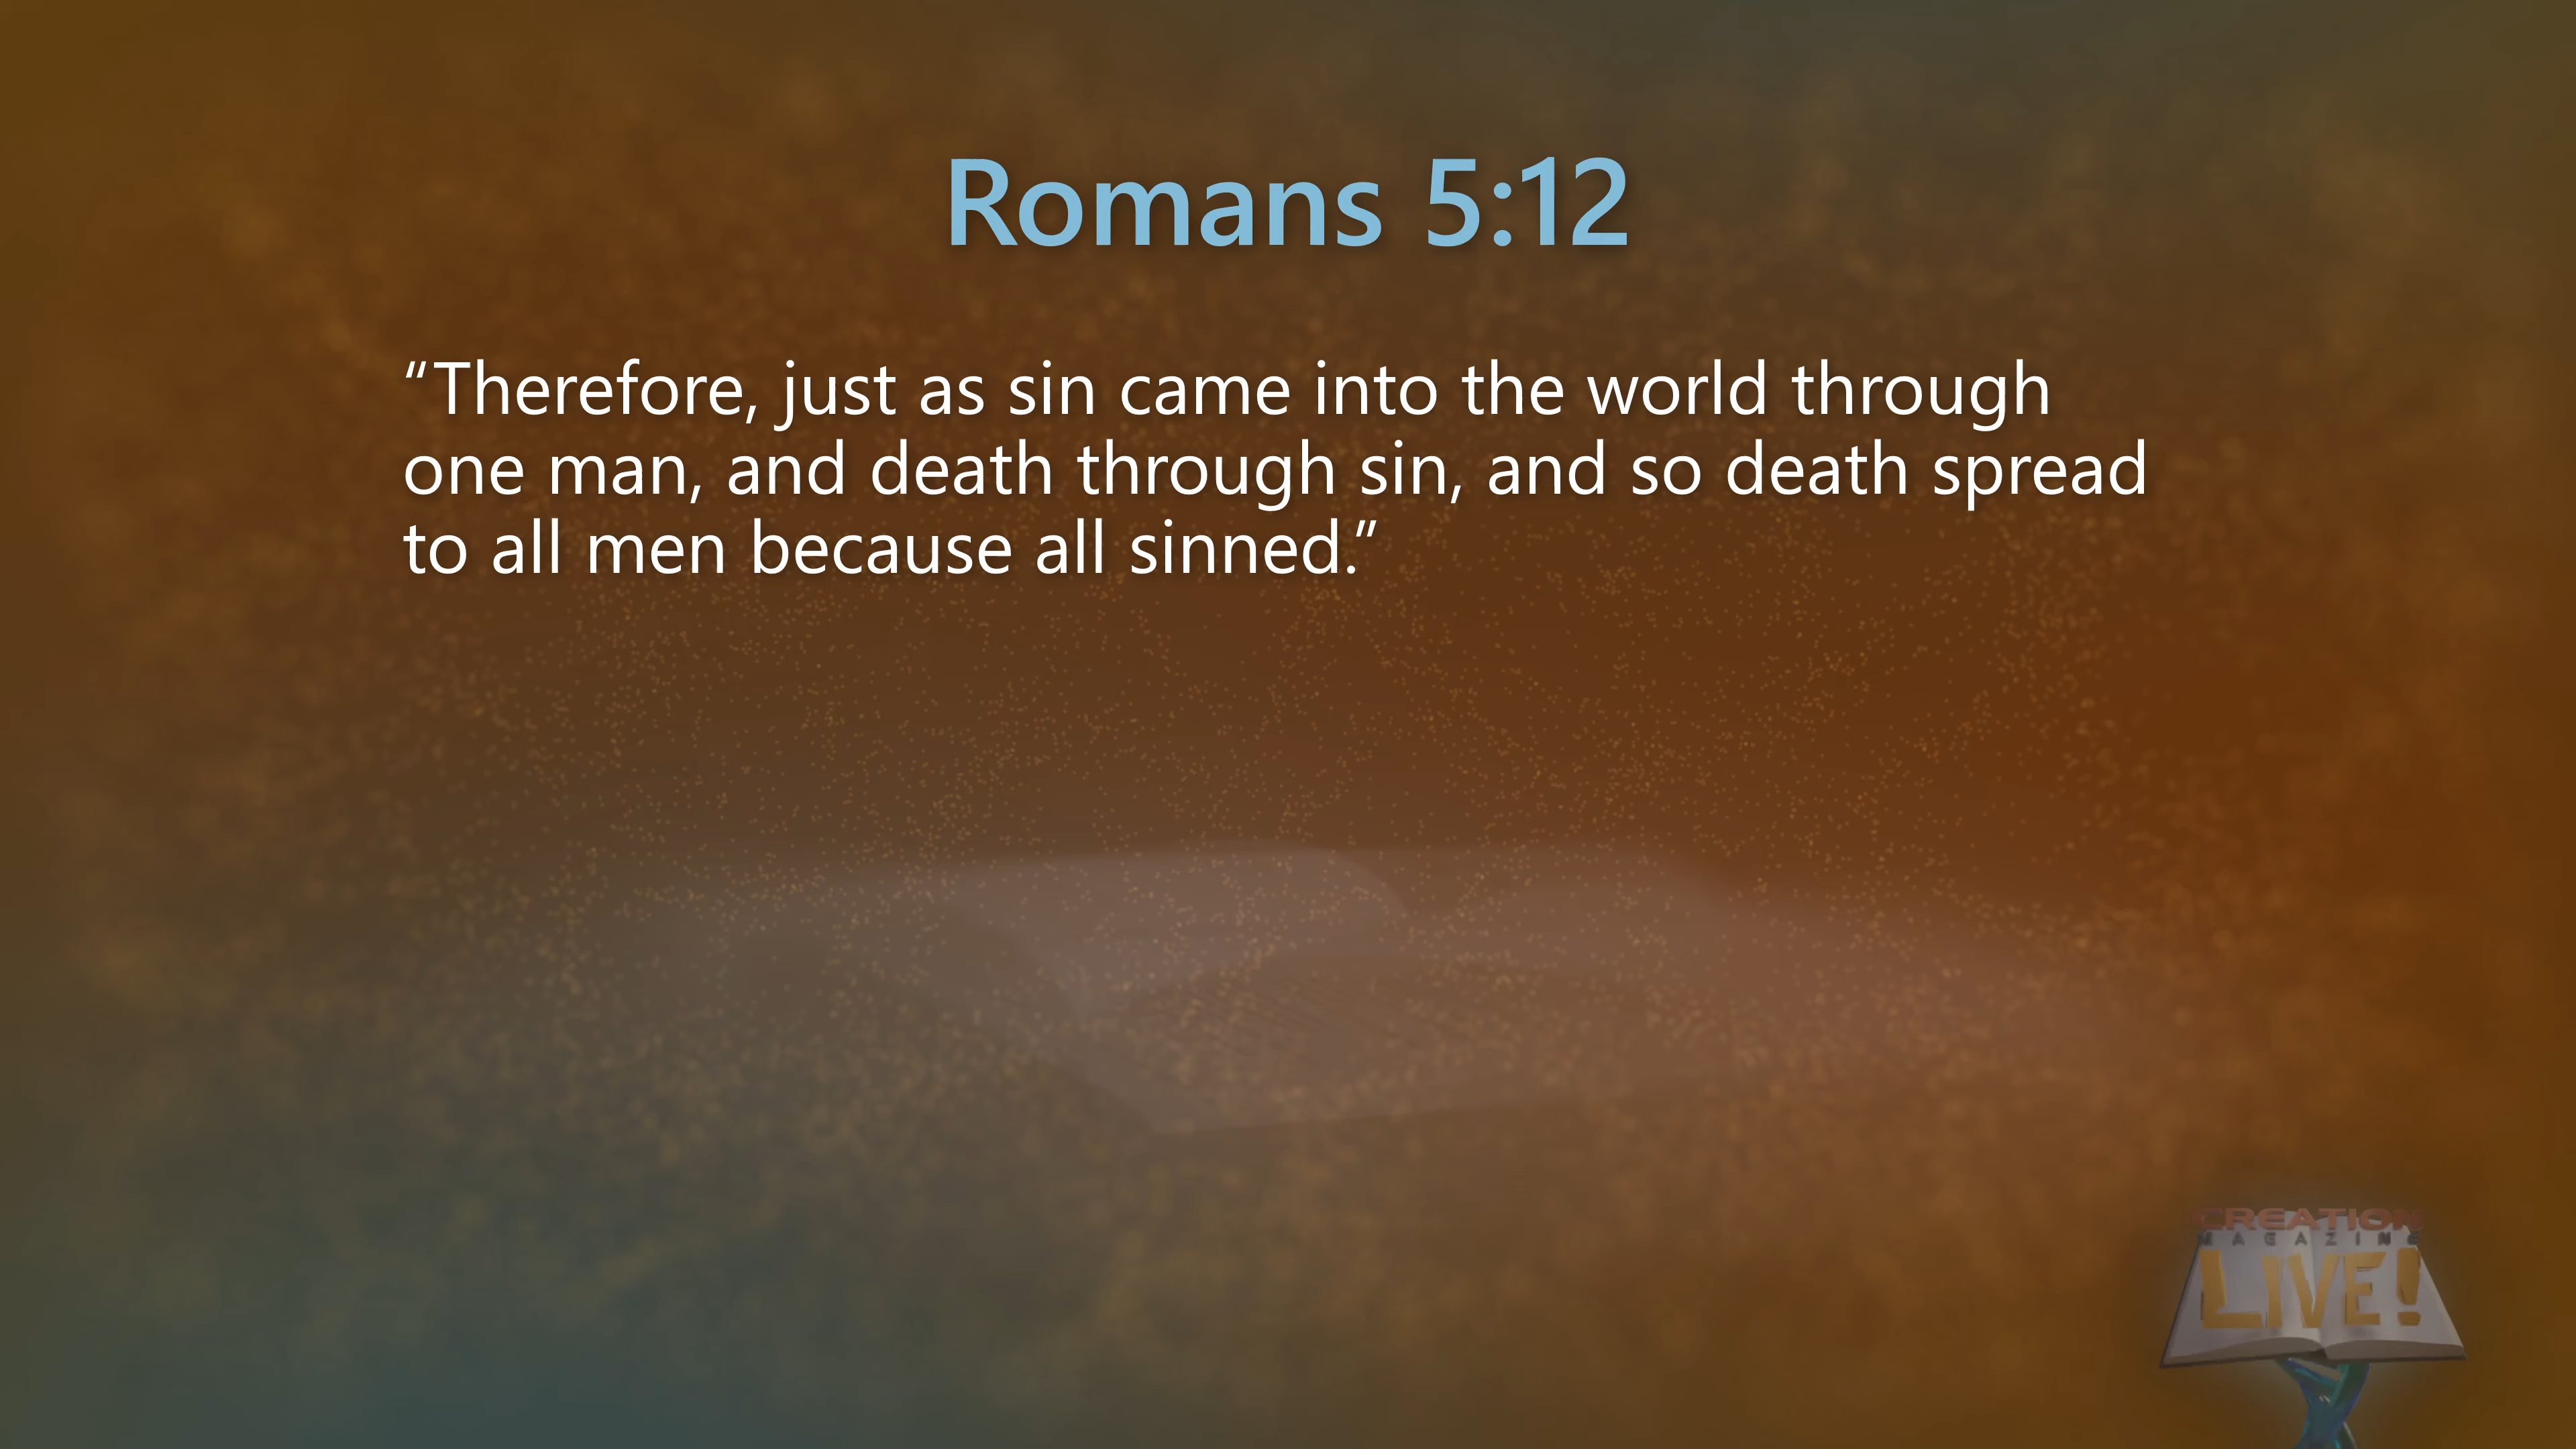 Romans 5:12
“Therefore, just as sin came into the world through
one man, and death through sin, and so death spread
to all men because all sinned.”
CREATION
MAGAZINE
LIVE!